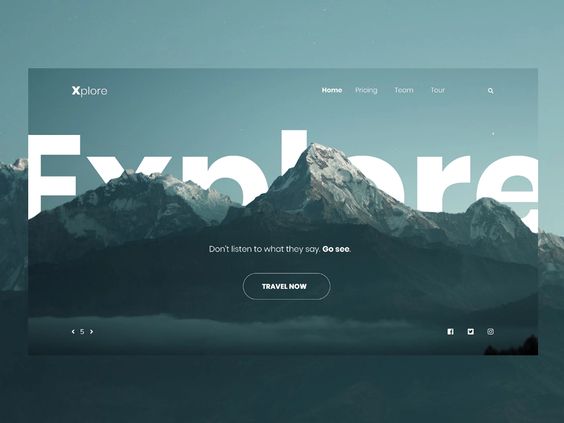 Xplore
Home Pricing Team Tour
Explore
Don't listen to what they say. Go see.
TRAVEL NOW
5